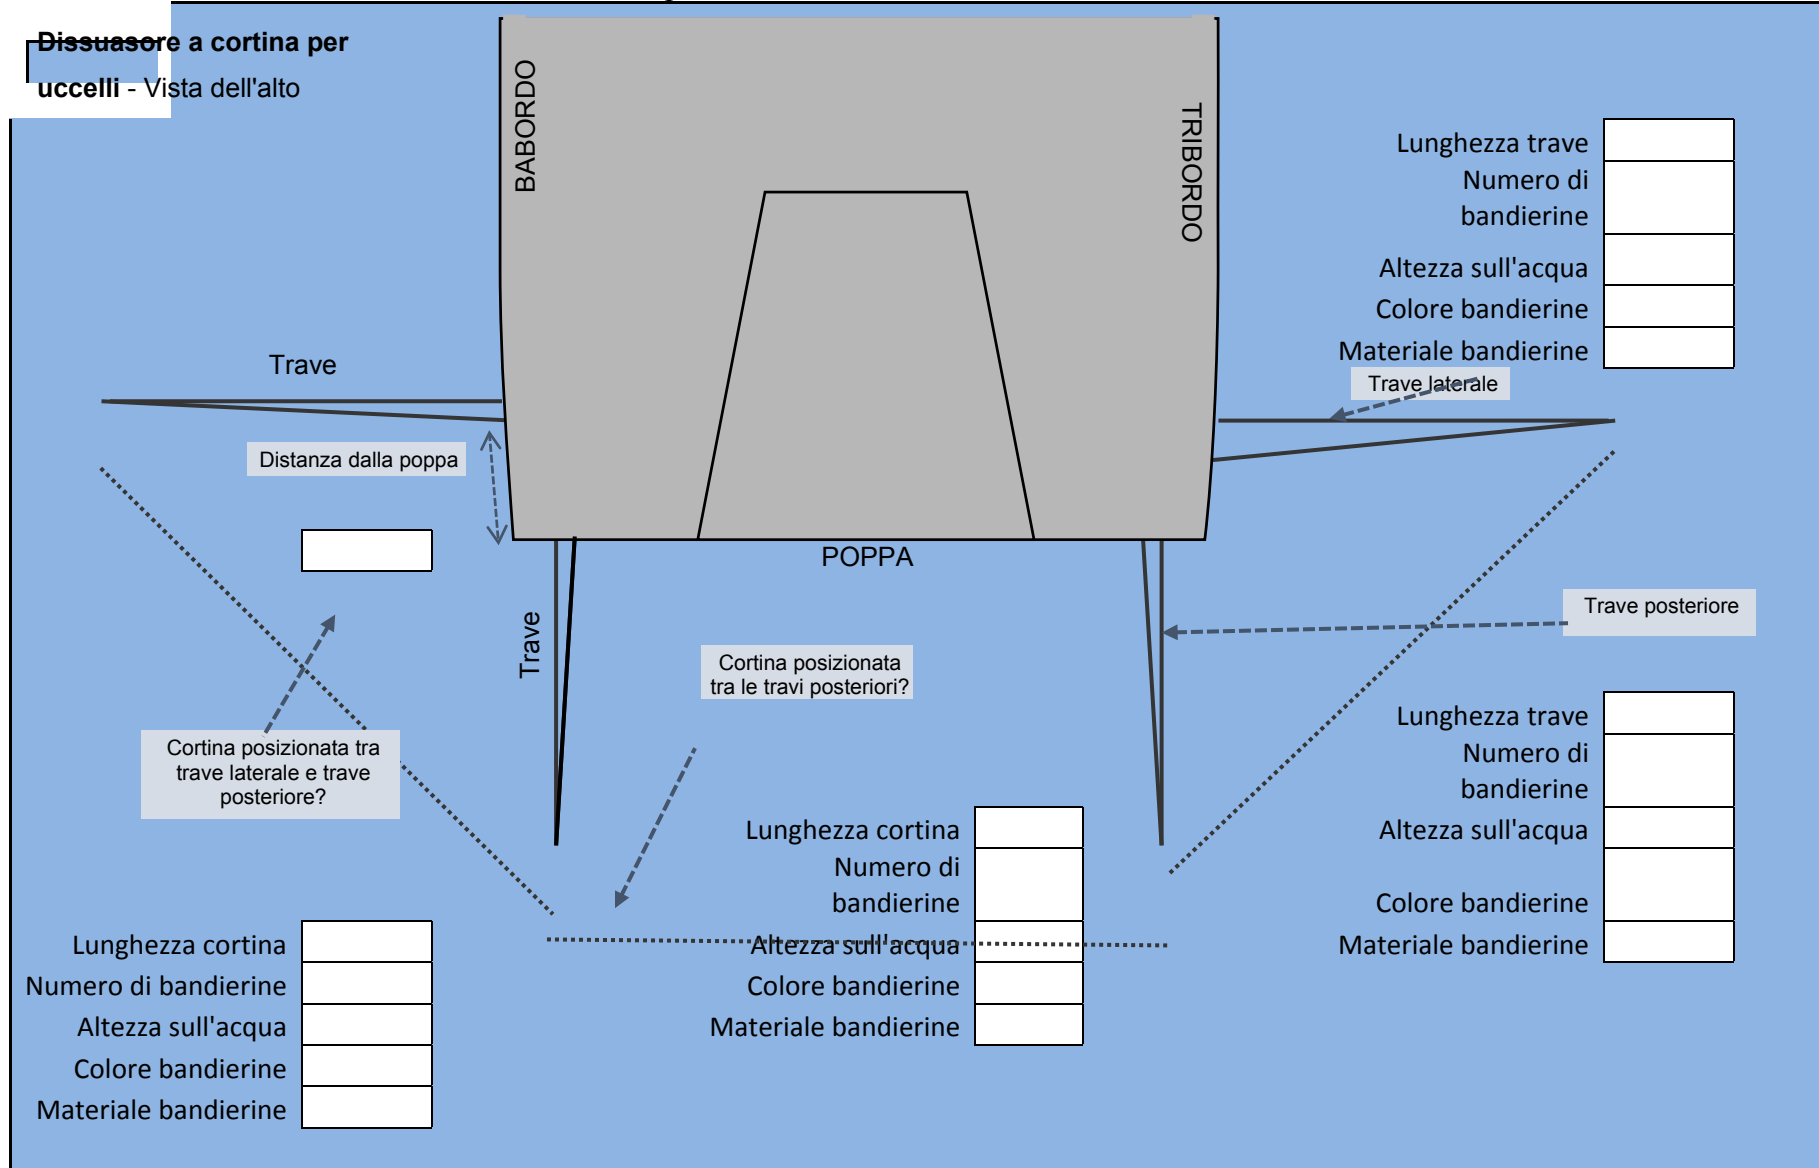 Dissuasore a cortina per
uccelli - Vista dell'alto
BABORDO
TRIBORDO
Lunghezza trave
Numero di
bandierine
Altezza sull'acqua
Colore bandierine
Materiale bandierine
Trave laterale
Trave
Distanza dalla poppa
POPPA
Trave
Trave posteriore
Cortina posizionata
tra le travi posteriori?
Cortina posizionata tra
trave laterale e trave
posteriore?
Lunghezza trave
Numero di
bandierine
Altezza sull'acqua
Colore bandierine
Materiale bandierine
Lunghezza cortina
Numero di
bandierine
Altezza sull'acqua
Colore bandierine
Materiale bandierine
Lunghezza cortina
Numero di bandierine
Altezza sull'acqua
Colore bandierine
Materiale bandierine